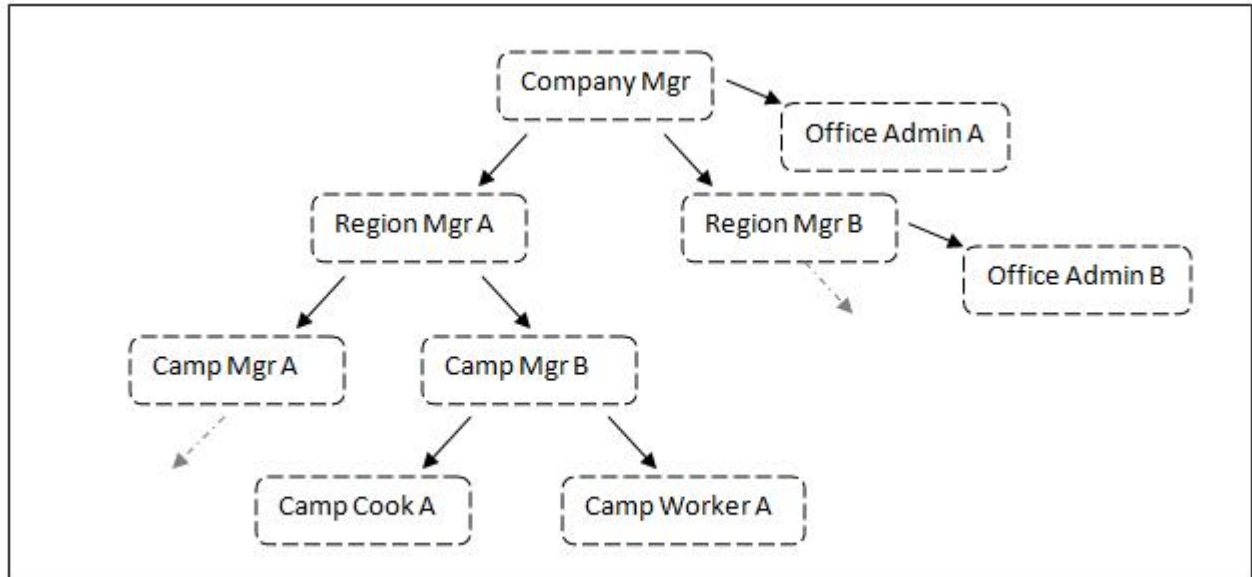 Company Mgr
Office Admin A
Region Mgr A
Region Mgr B
Office Admin B
Camp Mgr A
Camp Mgr B
Camp Cook A
Camp Worker A